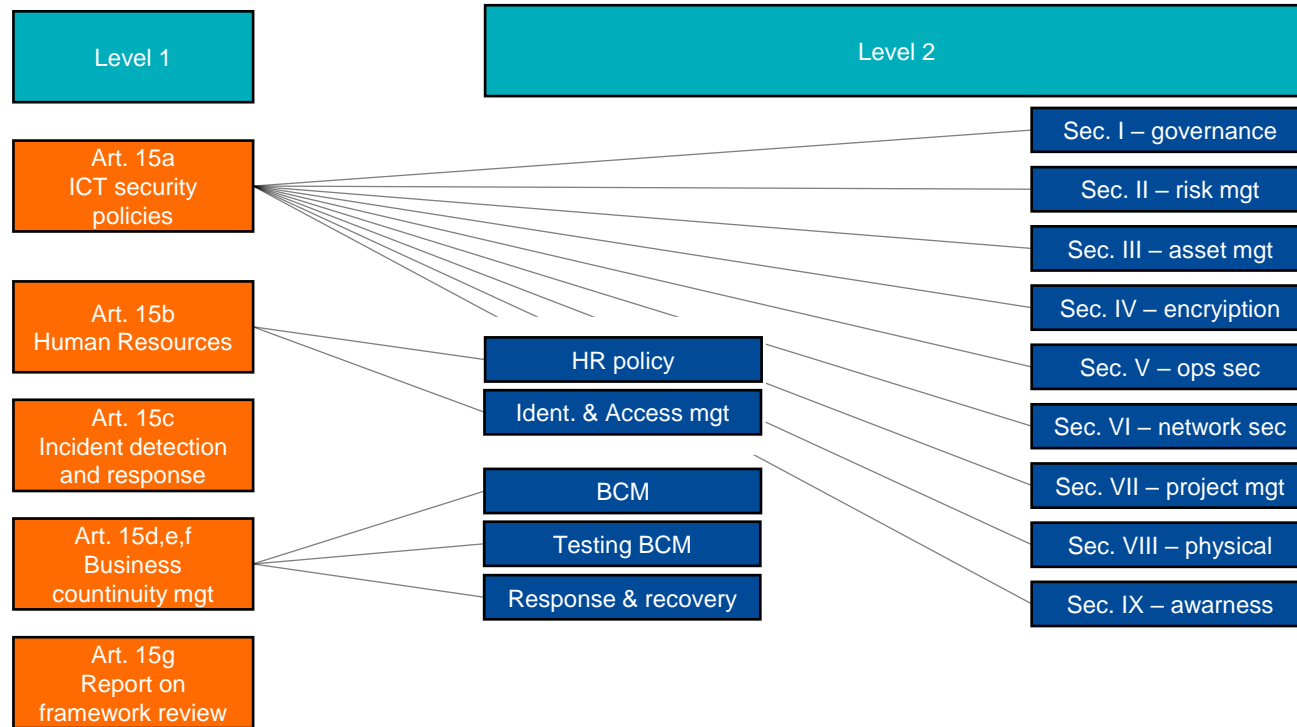 Level 1
Level 2
Art. 15a
ICT security
policies
Art. 15b
Human Resources
Art. 15c
Incident detection
and response
Art. 15d,e,f
Business
countinuity mgt
Art. 15g
Report on
framework review
HR policy
Ident. & Access mgt
BCM
Testing BCM
Response & recovery
Sec. I – governance
Sec. II – risk mgt
Sec. III – asset mgt
Sec. IV – encryiption
Sec. V – ops sec
Sec. VI – network sec
Sec. VII – project mgt
Sec. VIII – physical
Sec. IX – awarness